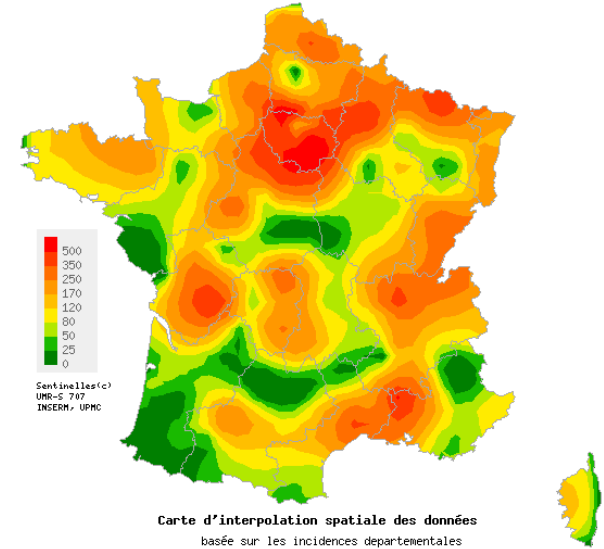 500
350
250
170
120
80
50
25
0
Sentinelles(c)
UMR-S 707
INSERM, UPMC
Carte d'interpolation spatiale des données
basée sur les incidences departementales